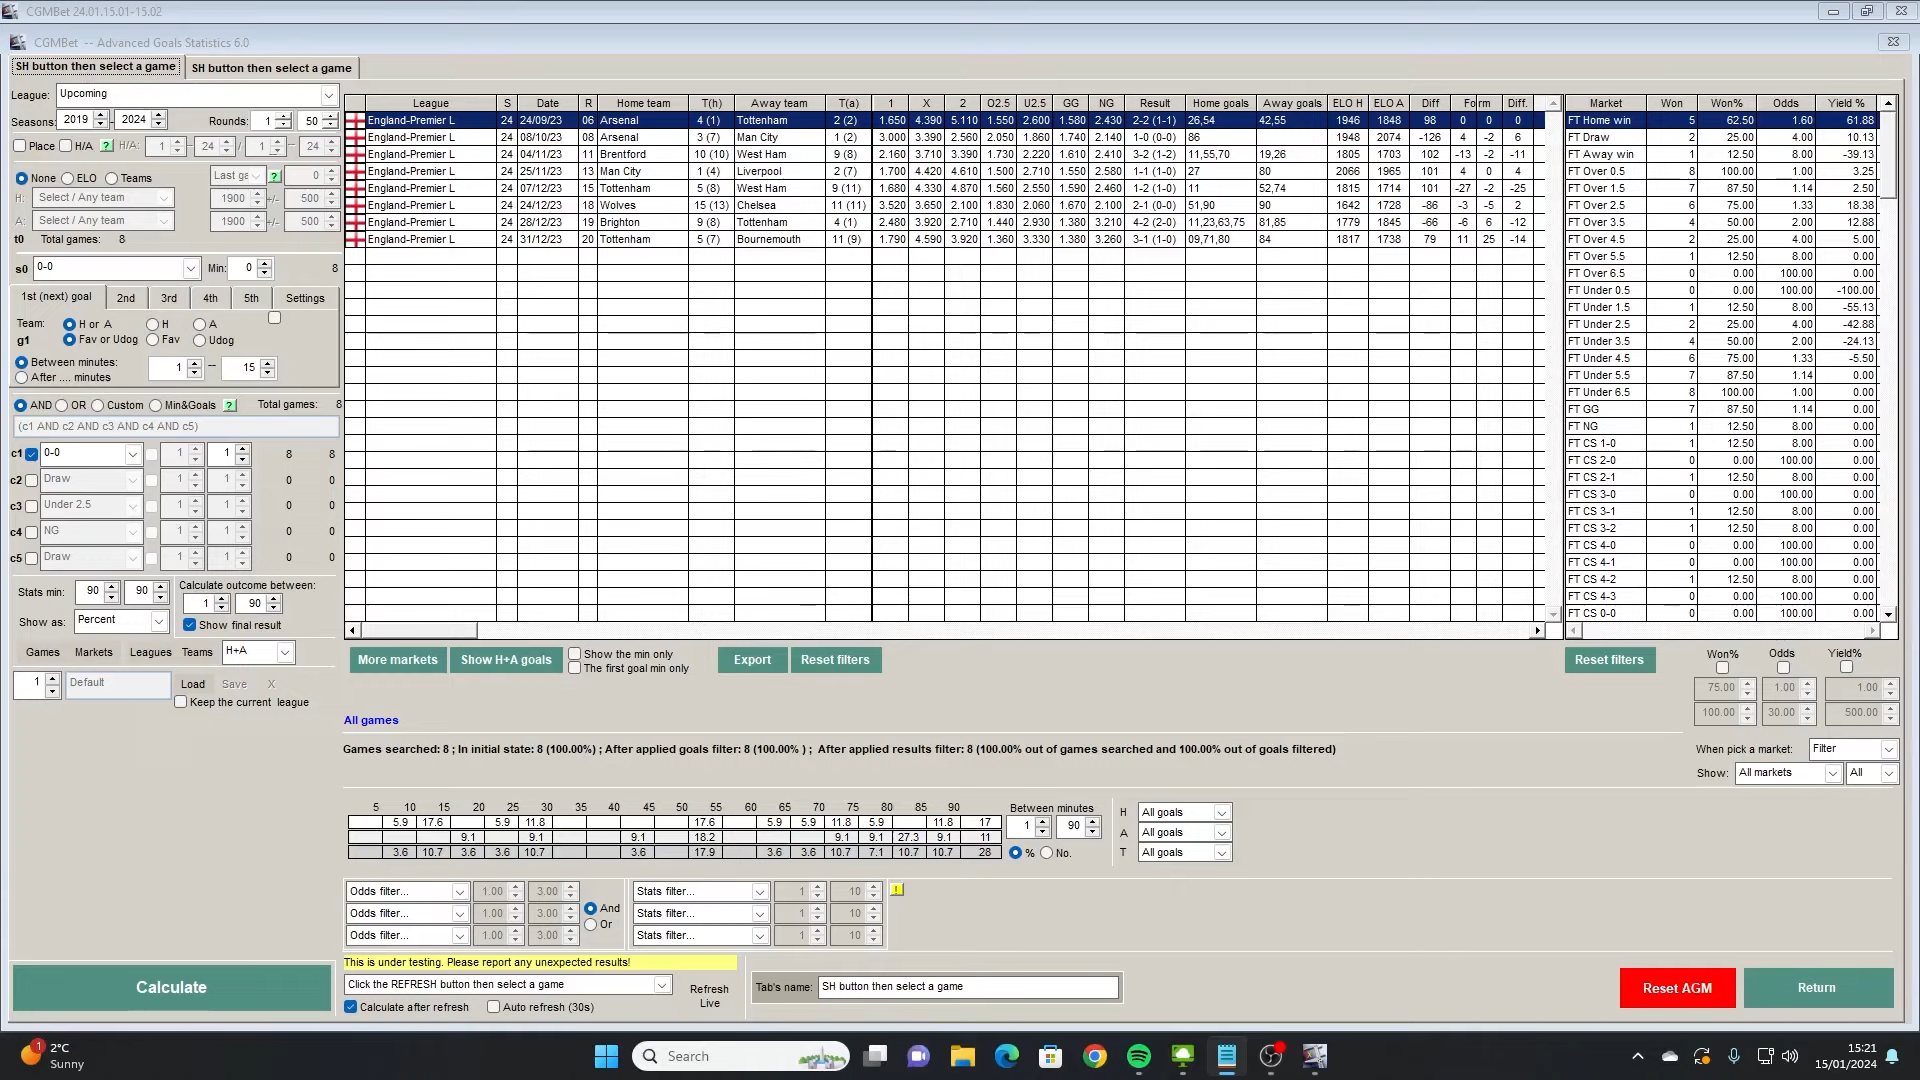 CGMBet 24.01.15.01-15.02
CGMBet -- Advanced Goals Statistics 6.0
SH button then select a game SH button then select a game
League: Upcoming
Seasons: 2019 - 2024 Rounds: 1 50
Place H/A ? H/A: 1 - 24 / 1 - 24
None ELO Teams Last ga ? 0
H: Select / Any team 1900 +/- 500
A: Select / Any team 1900 +/- 500
t0 Total games: 8
s0 0-0 Min: 0 8
1st (next) goal 2nd 3rd 4th 5th Settings
Team: H or A H A
g1 Fav or Udog Fav Udog
Between minutes: 1 -- 15
After .... minutes
AND OR Custom Min&Goals ? Total games: 8
(c1 AND c2 AND c3 AND c4 AND c5)
c1 0-0 1 1 8 8
c2 Draw 1 1 0 0
c3 Under 2.5 1 1 0 0
c4 NG 1 1 0 0
c5 Draw 1 1 0 0
Stats min: 90 90 Calculate outcome between:
1 90
Show as: Percent Show final result
Games Markets Leagues Teams H+A
1 Default Load Save X
Keep the current league
Calculate
League S Date R Home team T(h) Away team T(a) 1 X 2 O2.5 U2.5 GG NG Result Home goals Away goals ELO H ELO A Diff Form Diff.
England-Premier L 24 24/09/23 06 Arsenal 4 (1) Tottenham 2 (2) 1.650 4.390 5.110 1.550 2.600 1.580 2.430 2-2 (1-1) 26,54 42,55 1946 1848 98 0 0 0
England-Premier L 24 08/10/23 08 Arsenal 3 (7) Man City 1 (2) 3.000 3.390 2.560 2.050 1.860 1.740 2.140 1-0 (0-0) 86 1948 2074 -126 4 -2 6
England-Premier L 24 04/11/23 11 Brentford 10 (10) West Ham 9 (8) 2.160 3.710 3.390 1.730 2.220 1.610 2.410 3-2 (1-2) 11,55,70 19,26 1805 1703 102 -13 -2 -11
England-Premier L 24 25/11/23 13 Man City 1 (4) Liverpool 2 (7) 1.700 4.420 4.610 1.500 2.710 1.550 2.580 1-1 (1-0) 27 80 2066 1965 101 4 0 4
England-Premier L 24 07/12/23 15 Tottenham 5 (8) West Ham 9 (11) 1.680 4.330 4.870 1.560 2.550 1.590 2.460 1-2 (1-0) 11 52,74 1815 1714 101 -27 -2 -25
England-Premier L 24 24/12/23 18 Wolves 15 (13) Chelsea 11 (11) 3.520 3.650 2.100 1.830 2.060 1.670 2.100 2-1 (0-0) 51,90 90 1642 1728 -86 -3 -5 2
England-Premier L 24 28/12/23 19 Brighton 9 (8) Tottenham 4 (1) 2.480 3.920 2.710 1.440 2.930 1.380 3.210 4-2 (2-0) 11,23,63,75 81,85 1779 1845 -66 -6 6 -12
England-Premier L 24 31/12/23 20 Tottenham 5 (7) Bournemouth 11 (9) 1.790 4.590 3.920 1.360 3.330 1.380 3.260 3-1 (1-0) 09,71,80 84 1817 1738 79 11 25 -14
Market Won Won% Odds Yield %
FT Home win 5 62.50 1.60 61.88
FT Draw 2 25.00 4.00 10.13
FT Away win 1 12.50 8.00 -39.13
FT Over 0.5 8 100.00 1.00 3.25
FT Over 1.5 7 87.50 1.14 2.50
FT Over 2.5 6 75.00 1.33 18.38
FT Over 3.5 4 50.00 2.00 12.88
FT Over 4.5 2 25.00 4.00 5.00
FT Over 5.5 1 12.50 8.00 0.00
FT Over 6.5 0 0.00 100.00 0.00
FT Under 0.5 0 0.00 100.00 -100.00
FT Under 1.5 1 12.50 8.00 -55.13
FT Under 2.5 2 25.00 4.00 -42.88
FT Under 3.5 4 50.00 2.00 -24.13
FT Under 4.5 6 75.00 1.33 -5.50
FT Under 5.5 7 87.50 1.14 0.00
FT Under 6.5 8 100.00 1.00 0.00
FT GG 7 87.50 1.14 0.00
FT NG 1 12.50 8.00 0.00
FT CS 1-0 1 12.50 8.00 0.00
FT CS 2-0 0 0.00 100.00 0.00
FT CS 2-1 1 12.50 8.00 0.00
FT CS 3-0 0 0.00 100.00 0.00
FT CS 3-1 1 12.50 8.00 0.00
FT CS 3-2 1 12.50 8.00 0.00
FT CS 4-0 0 0.00 100.00 0.00
FT CS 4-1 0 0.00 100.00 0.00
FT CS 4-2 1 12.50 8.00 0.00
FT CS 4-3 0 0.00 100.00 0.00
FT CS 0-0 0 0.00 100.00 0.00
More markets Show H+A goals Show the min only Export Reset filters
The first goal min only
Reset filters Won% Odds Yield%
75.00 1.00 1.00
100.00 30.00 500.00
All games
Games searched: 8 ; In initial state: 8 (100.00%) ; After applied goals filter: 8 (100.00% ) ; After applied results filter: 8 (100.00% out of games searched and 100.00% out of goals filtered)
When pick a market: Filter
Show: All markets All
5 10 15 20 25 30 35 40 45 50 55 60 65 70 75 80 85 90 Between minutes
5.9 17.6 5.9 11.8 17.6 5.9 5.9 11.8 5.9 11.8 17 1 90 H All goals
9.1 9.1 9.1 18.2 9.1 9.1 27.3 9.1 11 A All goals
3.6 10.7 3.6 3.6 10.7 3.6 17.9 3.6 3.6 10.7 7.1 10.7 10.7 28 % No. T All goals
Odds filter... 1.00 3.00 Stats filter... 1 10 !
Odds filter... 1.00 3.00 And Stats filter... 1 10
Or
Odds filter... 1.00 3.00 Stats filter... 1 10
This is under testing. Please report any unexpected results!
Click the REFRESH button then select a game Refresh Live
Calculate after refresh Auto refresh (30s)
Tab's name: SH button then select a game
Reset AGM Return
1 2°C
Sunny
Search
15:21
15/01/2024